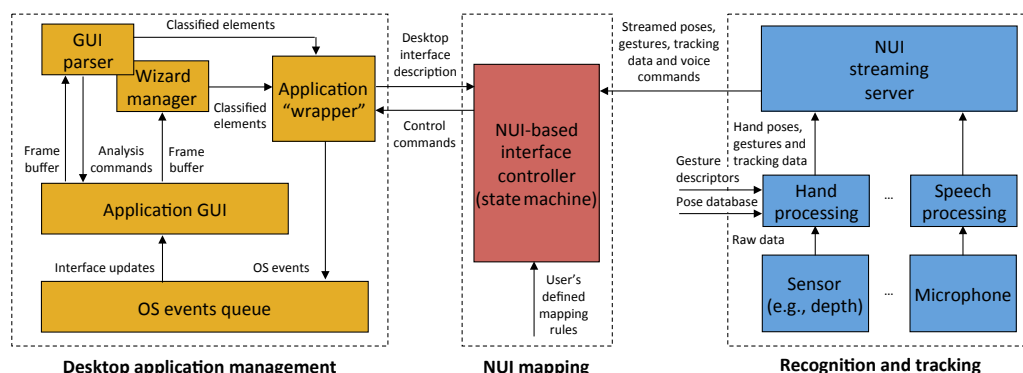 Classified elements
GUI
parser
Wizard
manager
Classified
elements
Application
“wrapper”
Desktop
interface
description
Control
commands
Frame
buffer
Analysis
commands
Frame
buffer
Application GUI
Interface updates
OS events
OS events queue
Desktop application management
NUI-based
interface
controller
(state machine)
User’s
defined
mapping
rules
NUI mapping
Streamed poses,
gestures, tracking
data and voice
commands
NUI
streaming
server
Hand poses,
gestures and
tracking data
Gesture
descriptors
Pose database
Hand
processing
...
Speech
processing
Raw data
Sensor
(e.g., depth)
...
Microphone
Recognition and tracking